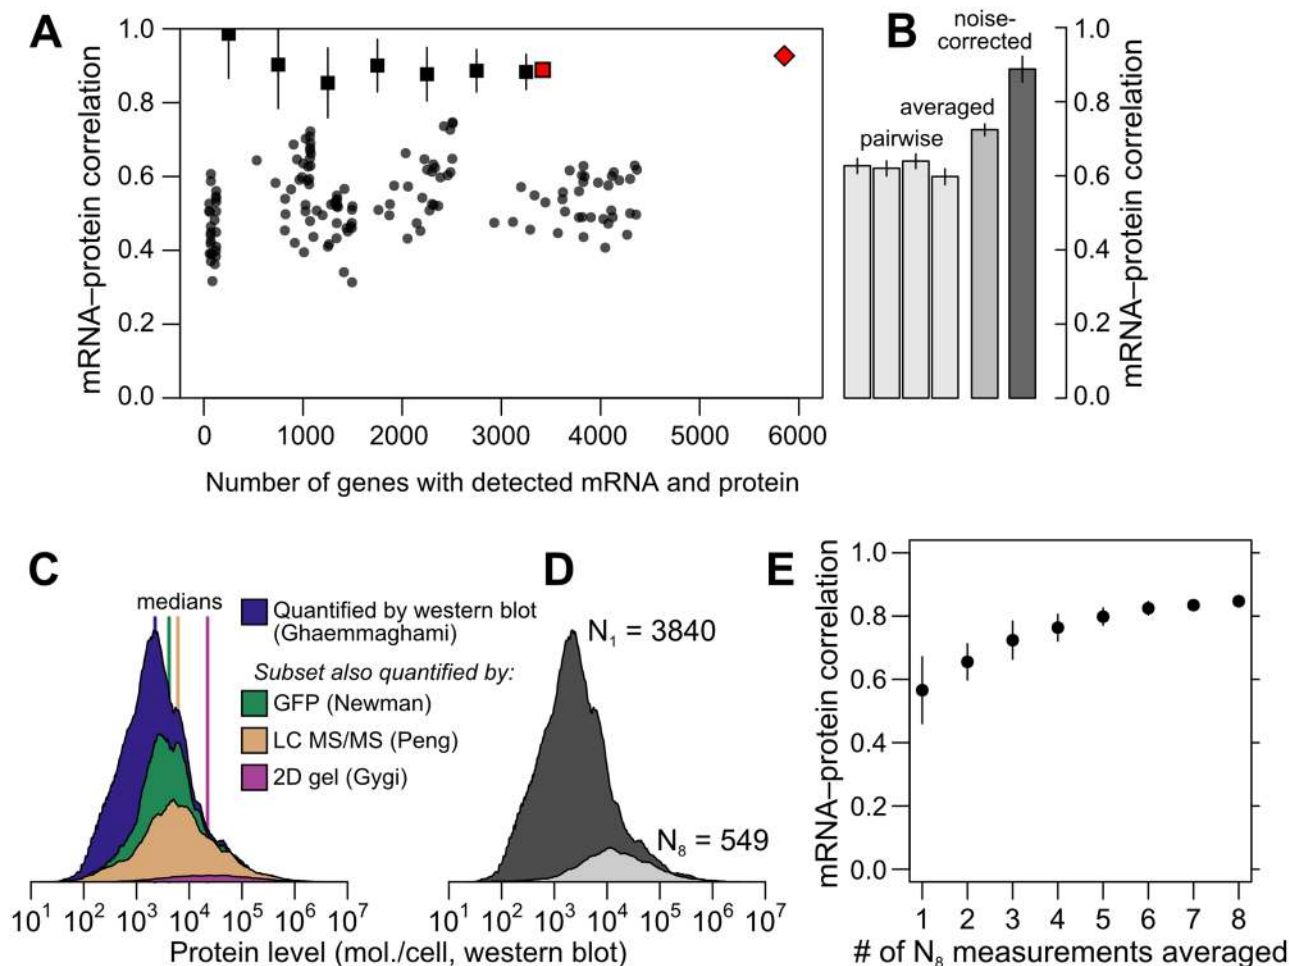 A
mRNA–protein correlation
1.0
0.8
0.6
0.4
0.2
0.0
0 1000 2000 3000 4000 5000 6000
Number of genes with detected mRNA and protein
B
noise-
corrected
averaged
pairwise
1.0
0.8
0.6
0.4
0.2
0.0
mRNA–protein correlation
C
medians
Quantified by western blot
(Ghaemmaghami)
Subset also quantified by:
GFP (Newman)
LC MS/MS (Peng)
2D gel (Gygi)
10¹ 10² 10³ 10⁴ 10⁵ 10⁶ 10⁷
D
N₁ = 3840
N₈ = 549
10¹ 10² 10³ 10⁴ 10⁵ 10⁶ 10⁷
Protein level (mol./cell, western blot)
E
mRNA–protein correlation
1.0
0.8
0.6
0.4
0.2
0.0
1 2 3 4 5 6 7 8
# of N₈ measurements averaged